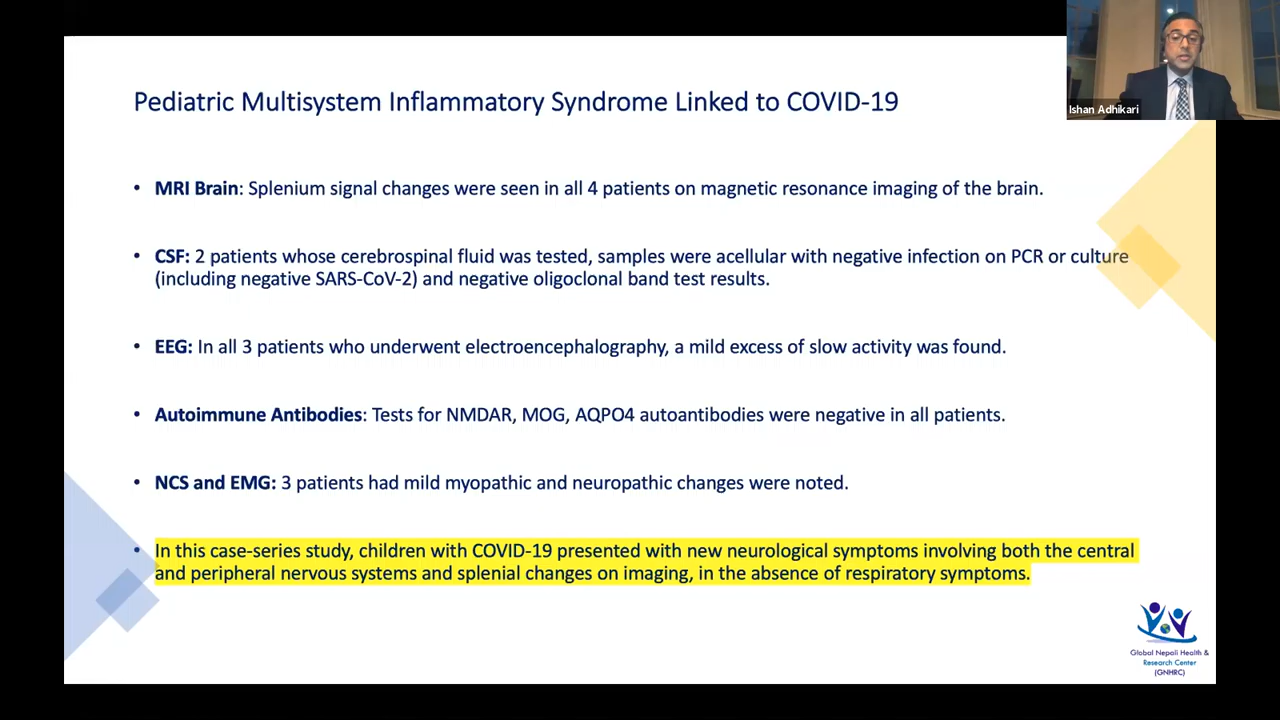 Ishan Adhikari
Pediatric Multisystem Inflammatory Syndrome Linked to COVID-19
• MRI Brain: Splenium signal changes were seen in all 4 patients on magnetic resonance imaging of the brain.
• CSF: 2 patients whose cerebrospinal fluid was tested, samples were acellular with negative infection on PCR or culture
(including negative SARS-CoV-2) and negative oligoclonal band test results.
• EEG: In all 3 patients who underwent electroencephalography, a mild excess of slow activity was found.
• Autoimmune Antibodies: Tests for NMDAR, MOG, AQPO4 autoantibodies were negative in all patients.
• NCS and EMG: 3 patients had mild myopathic and neuropathic changes were noted.
• In this case-series study, children with COVID-19 presented with new neurological symptoms involving both the central
and peripheral nervous systems and splenial changes on imaging, in the absence of respiratory symptoms.
Global Nepali Health &
Research Center
(GNHRC)